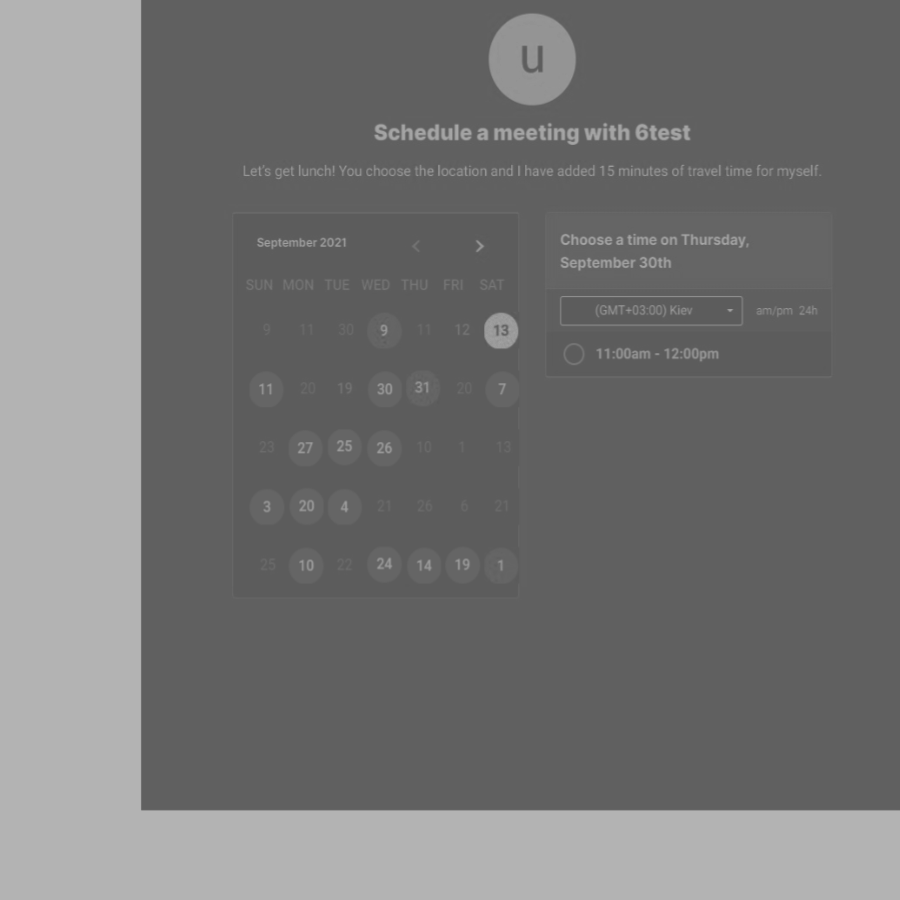 u
Schedule a meeting with 6test
Let's get lunch! You choose the location and I have added 15 minutes of travel time for myself.
September 2021
SUN MON TUE WED THU FRI SAT
9 11 30 9 11 12 13
11 20 19 30 31 20 7
23 27 25 26 10 1 13
3 20 4 21 26 6 21
25 10 22 24 14 19 1
Choose a time on Thursday,
September 30th
(GMT+03:00) Kiev am/pm 24h
11:00am - 12:00pm